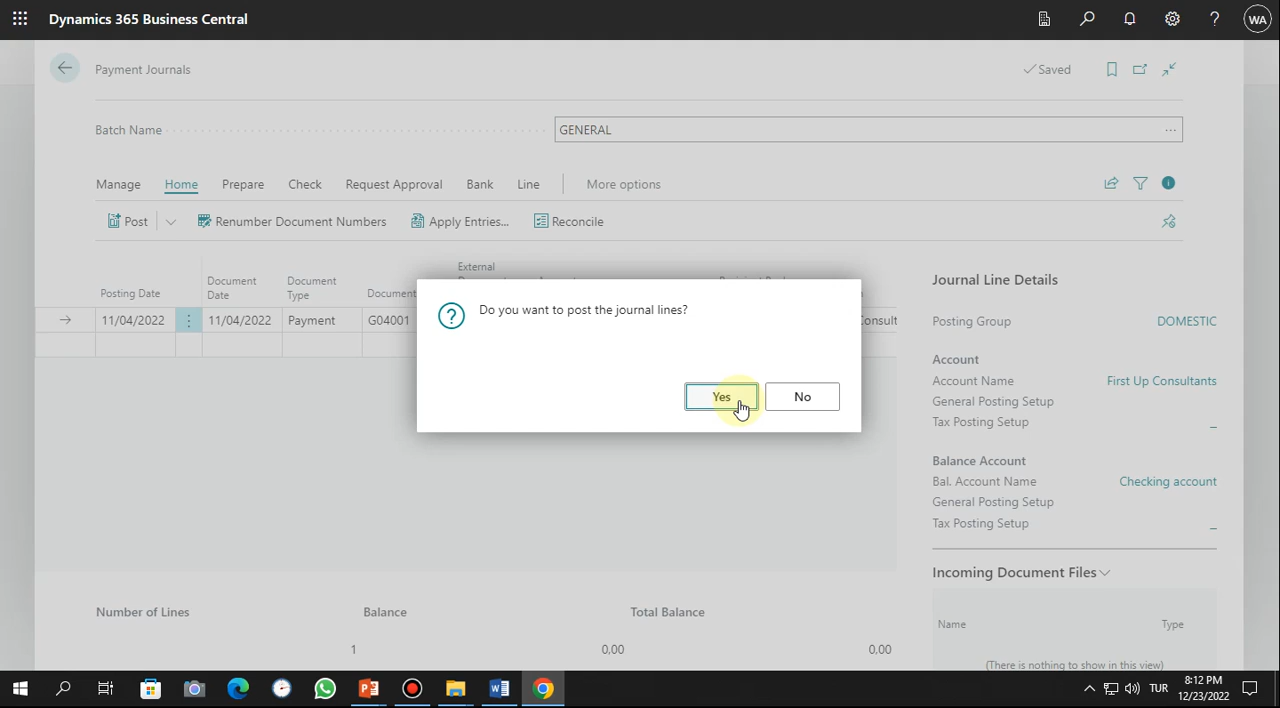 Dynamics 365 Business Central
WA
Payment Journals
Saved
Batch Name
GENERAL
Manage Home Prepare Check Request Approval Bank Line More options
Post Renumber Document Numbers Apply Entries... Reconcile
External
Posting Date
Document Date
Document Type
Document
11/04/2022 11/04/2022 Payment G04001
Do you want to post the journal lines?
Yes No
Journal Line Details
Posting Group DOMESTIC
Account
Account Name First Up Consultants
General Posting Setup
Tax Posting Setup _
Balance Account
Bal. Account Name Checking account
General Posting Setup
Tax Posting Setup _
Incoming Document Files
Name Type
(There is nothing to show in this view)
Number of Lines Balance Total Balance
1 0,00 0,00
TUR
8:12 PM
12/23/2022